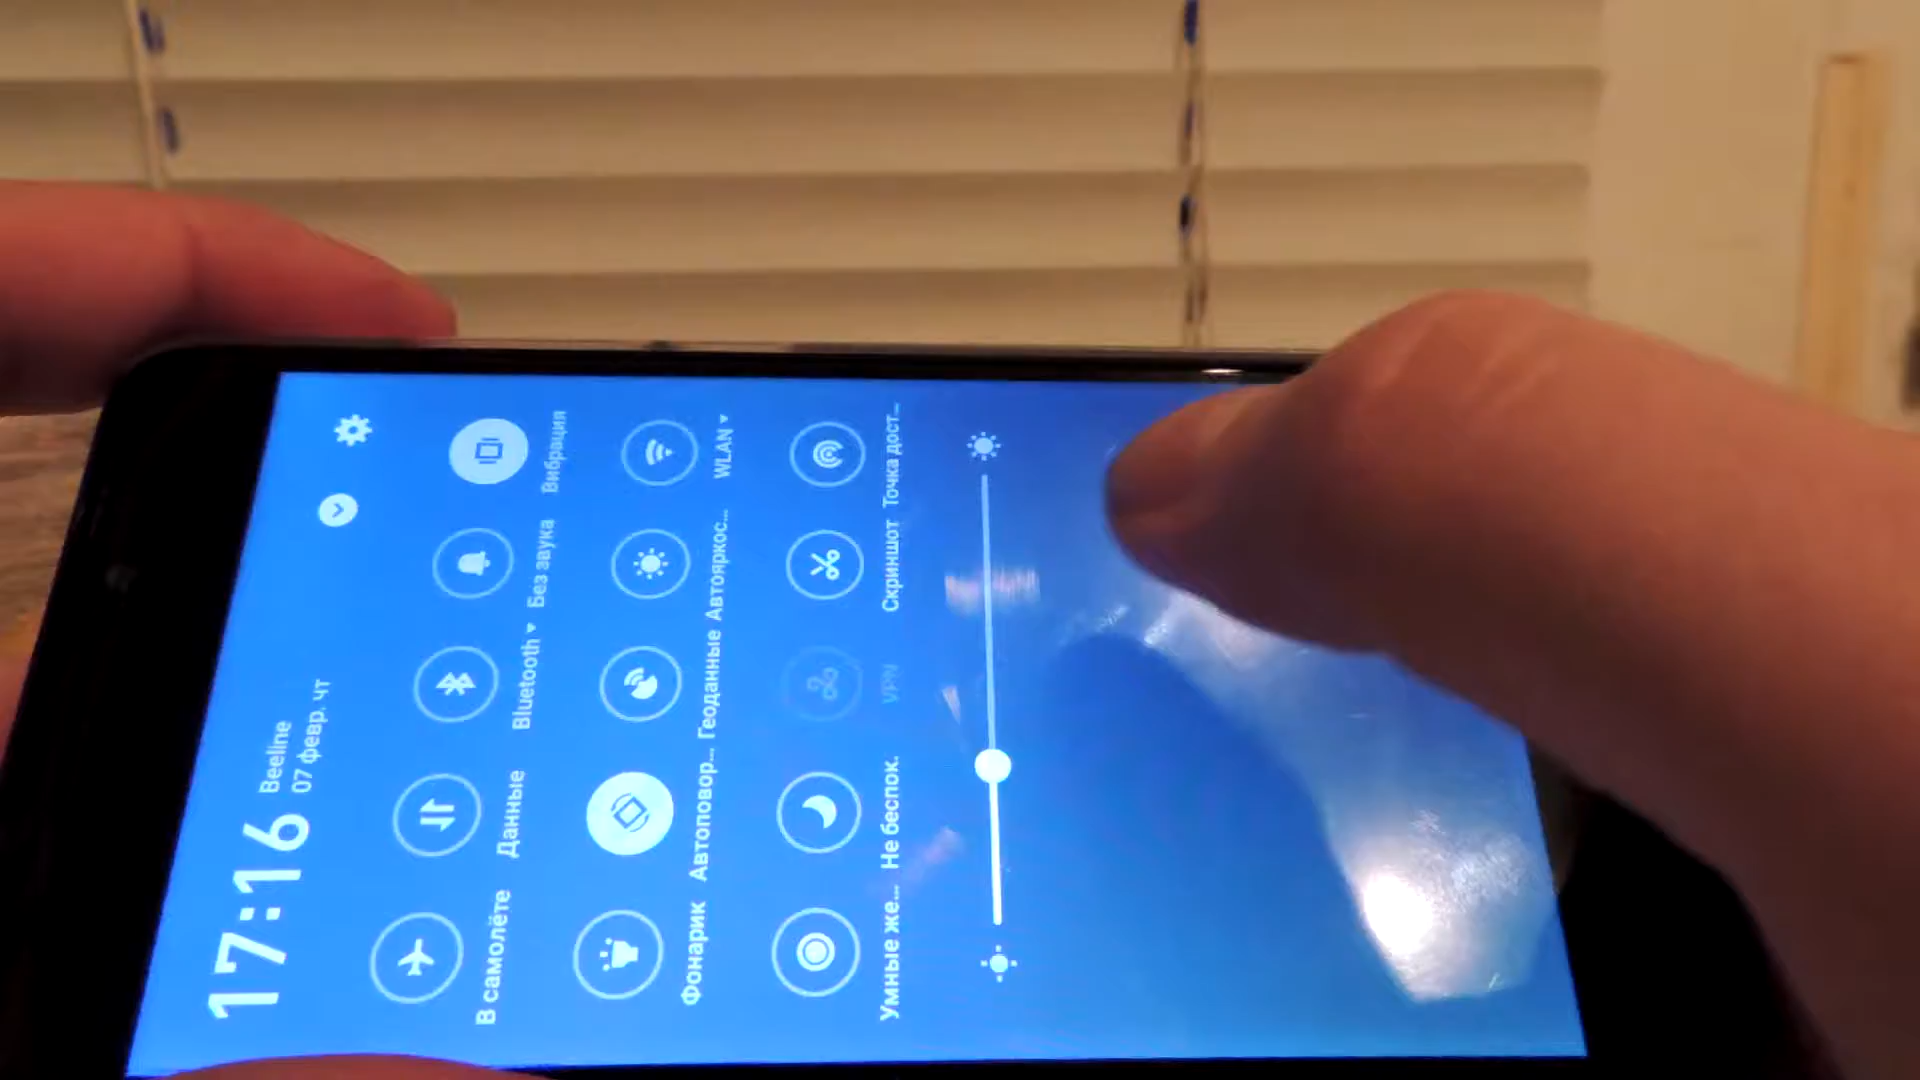 17:16
Beeline
07 февр. чт
В самолёте
Данные
Bluetooth
Без звука
Вибрация
Фонарик
Автоповор...
Геоданные
Автояркос...
WLAN
Умные же...
Не беспок.
VPN
Скриншот
Точка дост...